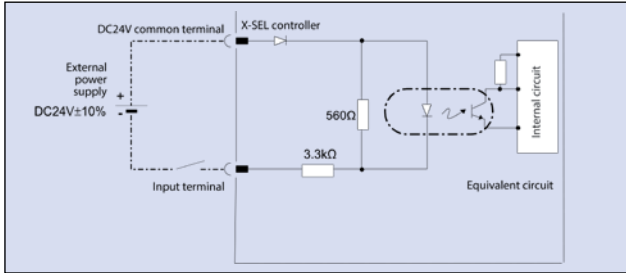 DC24V common terminal
X-SEL controller
External
power
supply
+
DC24V±10%
-
560Ω
3.3kΩ
Input terminal
Internal circuit
Equivalent circuit